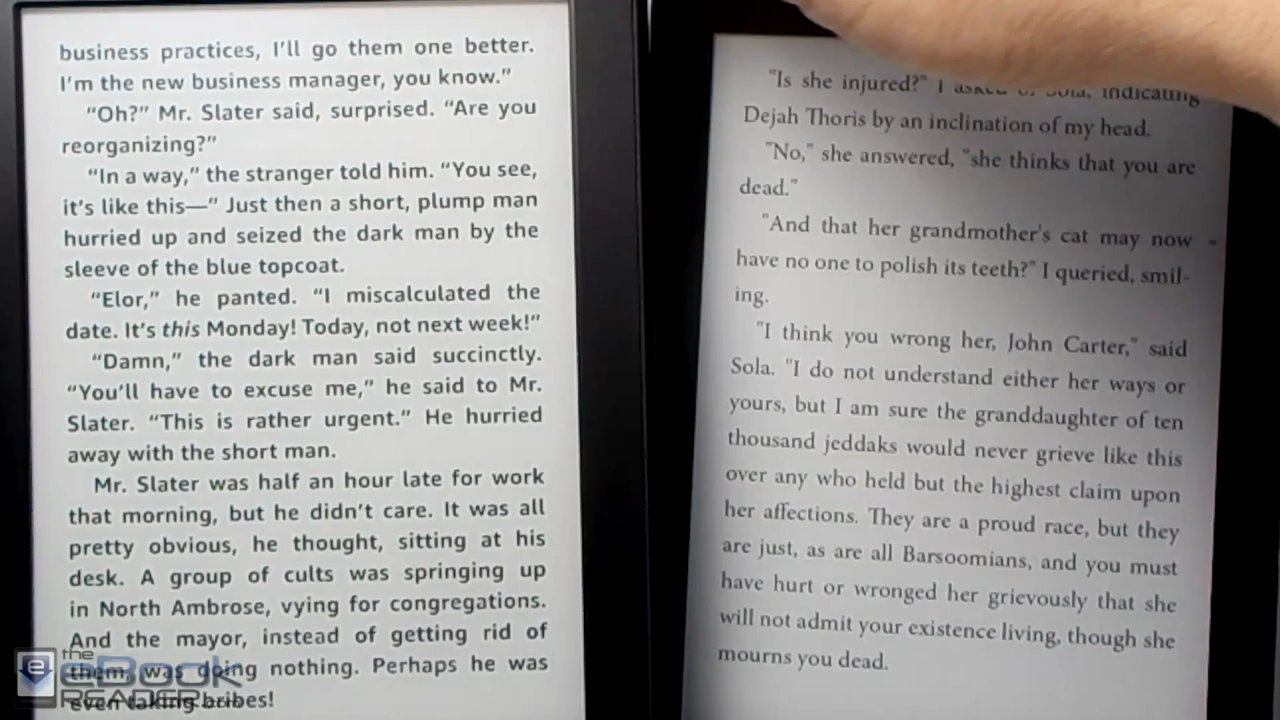 business practices, I'll go them one better.
I'm the new business manager, you know."
"Oh?" Mr. Slater said, surprised. "Are you
reorganizing?"
"In a way," the stranger told him. "You see,
it's like this—" Just then a short, plump man
hurried up and seized the dark man by the
sleeve of the blue topcoat.
"Elor," he panted. "I miscalculated the
date. It's this Monday! Today, not next week!"
"Damn," the dark man said succinctly.
"You'll have to excuse me," he said to Mr.
Slater. "This is rather urgent." He hurried
away with the short man.
Mr. Slater was half an hour late for work
that morning, but he didn't care. It was all
pretty obvious, he thought, sitting at his
desk. A group of cults was springing up
in North Ambrose, vying for congregations.
And the mayor, instead of getting rid of
them, was doing nothing. Perhaps he was
even taking bribes!
"Is she injured?" I asked of Sola, indicating
Dejah Thoris by an inclination of my head.
"No," she answered, "she thinks that you are
dead."
"And that her grandmother's cat may now
have no one to polish its teeth?" I queried, smil-
ing.
"I think you wrong her, John Carter," said
Sola. "I do not understand either her ways or
yours, but I am sure the granddaughter of ten
thousand jeddaks would never grieve like this
over any who held but the highest claim upon
her affections. They are a proud race, but they
are just, as are all Barsoomians, and you must
have hurt or wronged her grievously that she
will not admit your existence living, though she
mourns you dead.
the
eBook
READER.com